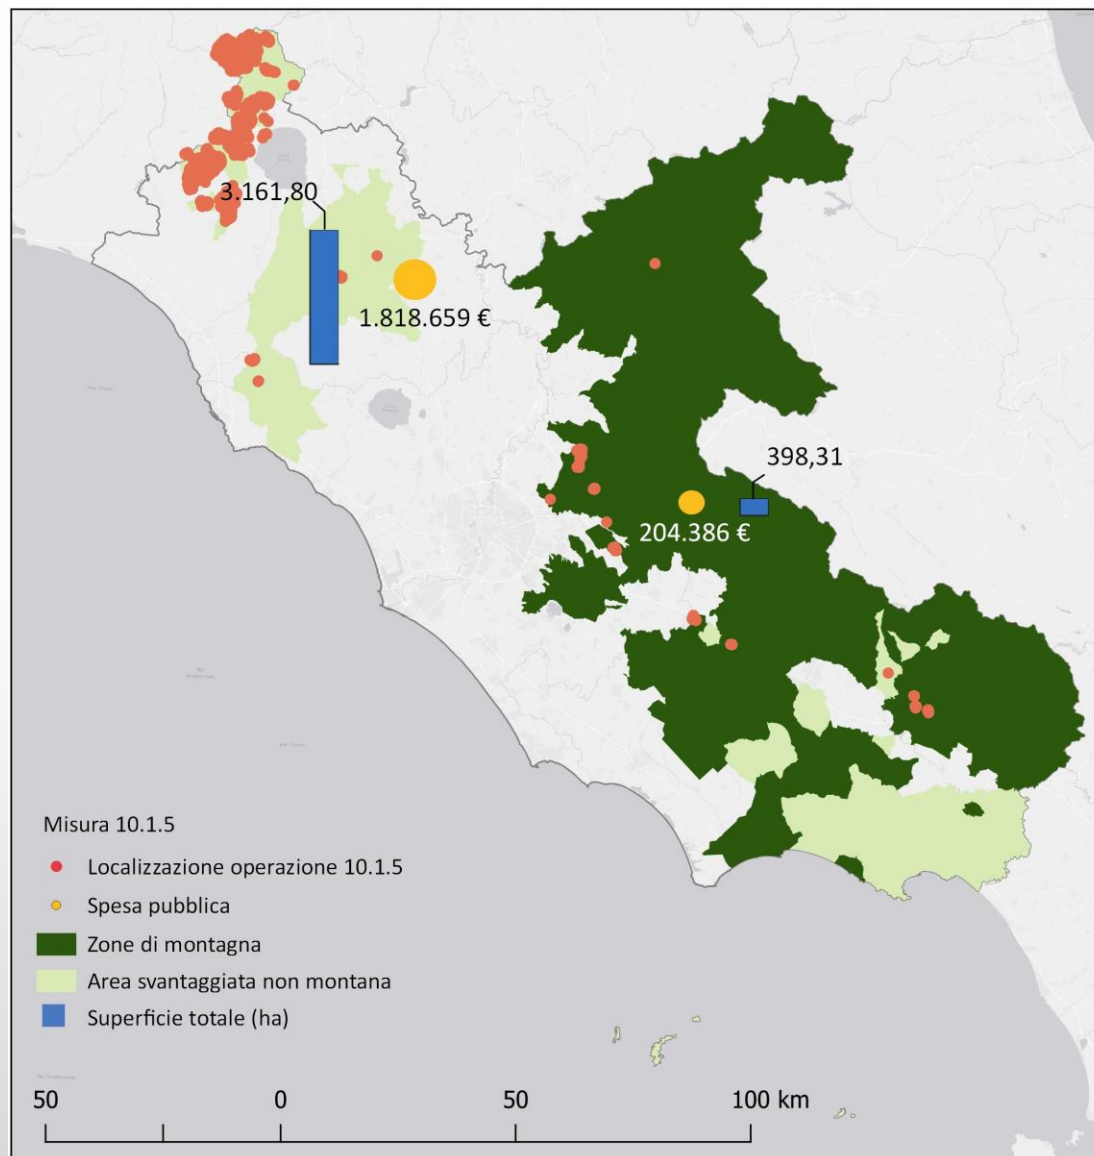 3.161,80
1.818.659 €
398,31
204.386 €
Misura 10.1.5
Localizzazione operazione 10.1.5
Spesa pubblica
Zone di montagna
Area svantaggiata non montana
Superficie totale (ha)
50 0 50 100 km